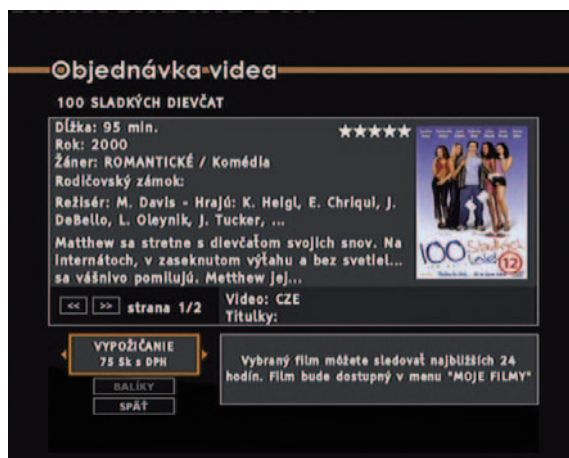 Objednávka videa
100 SLADKÝCH DIEVČAT
Dĺžka: 95 min.
Rok: 2000
Žáner: ROMANTICKÉ / Komédia
Rodičovský zámok:
Režisér: M. Davis - Hrajú: K. Heigl, E. Chriqui, J.
DeBello, L. Oleynik, J. Tucker, ...
Matthew sa stretne s dievčaťom svojich snov. Na
Internátoch, v zaseknutom výťahu a bez svetiel...
sa vášnivo pomilujú. Metthew jej...
<< >> strana 1/2
Video: CZE
Titulky:
100
12
VYPOŽIČANIE
75 Sk s DPH
BALÍKY
SPÄŤ
Vybraný film môžete sledovať najbližších 24
hodín. Film bude dostupný v menu "MOJE FILMY"